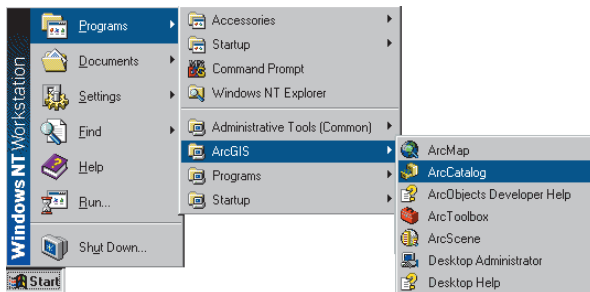 Windows NT Workstation
Programs
Documents
Settings
Find
Help
Run...
Shut Down...
Start
Accessories
Startup
Command Prompt
Windows NT Explorer
Administrative Tools (Common)
ArcGIS
Programs
Startup
ArcMap
ArcCatalog
ArcObjects Developer Help
ArcToolbox
ArcScene
Desktop Administrator
Desktop Help